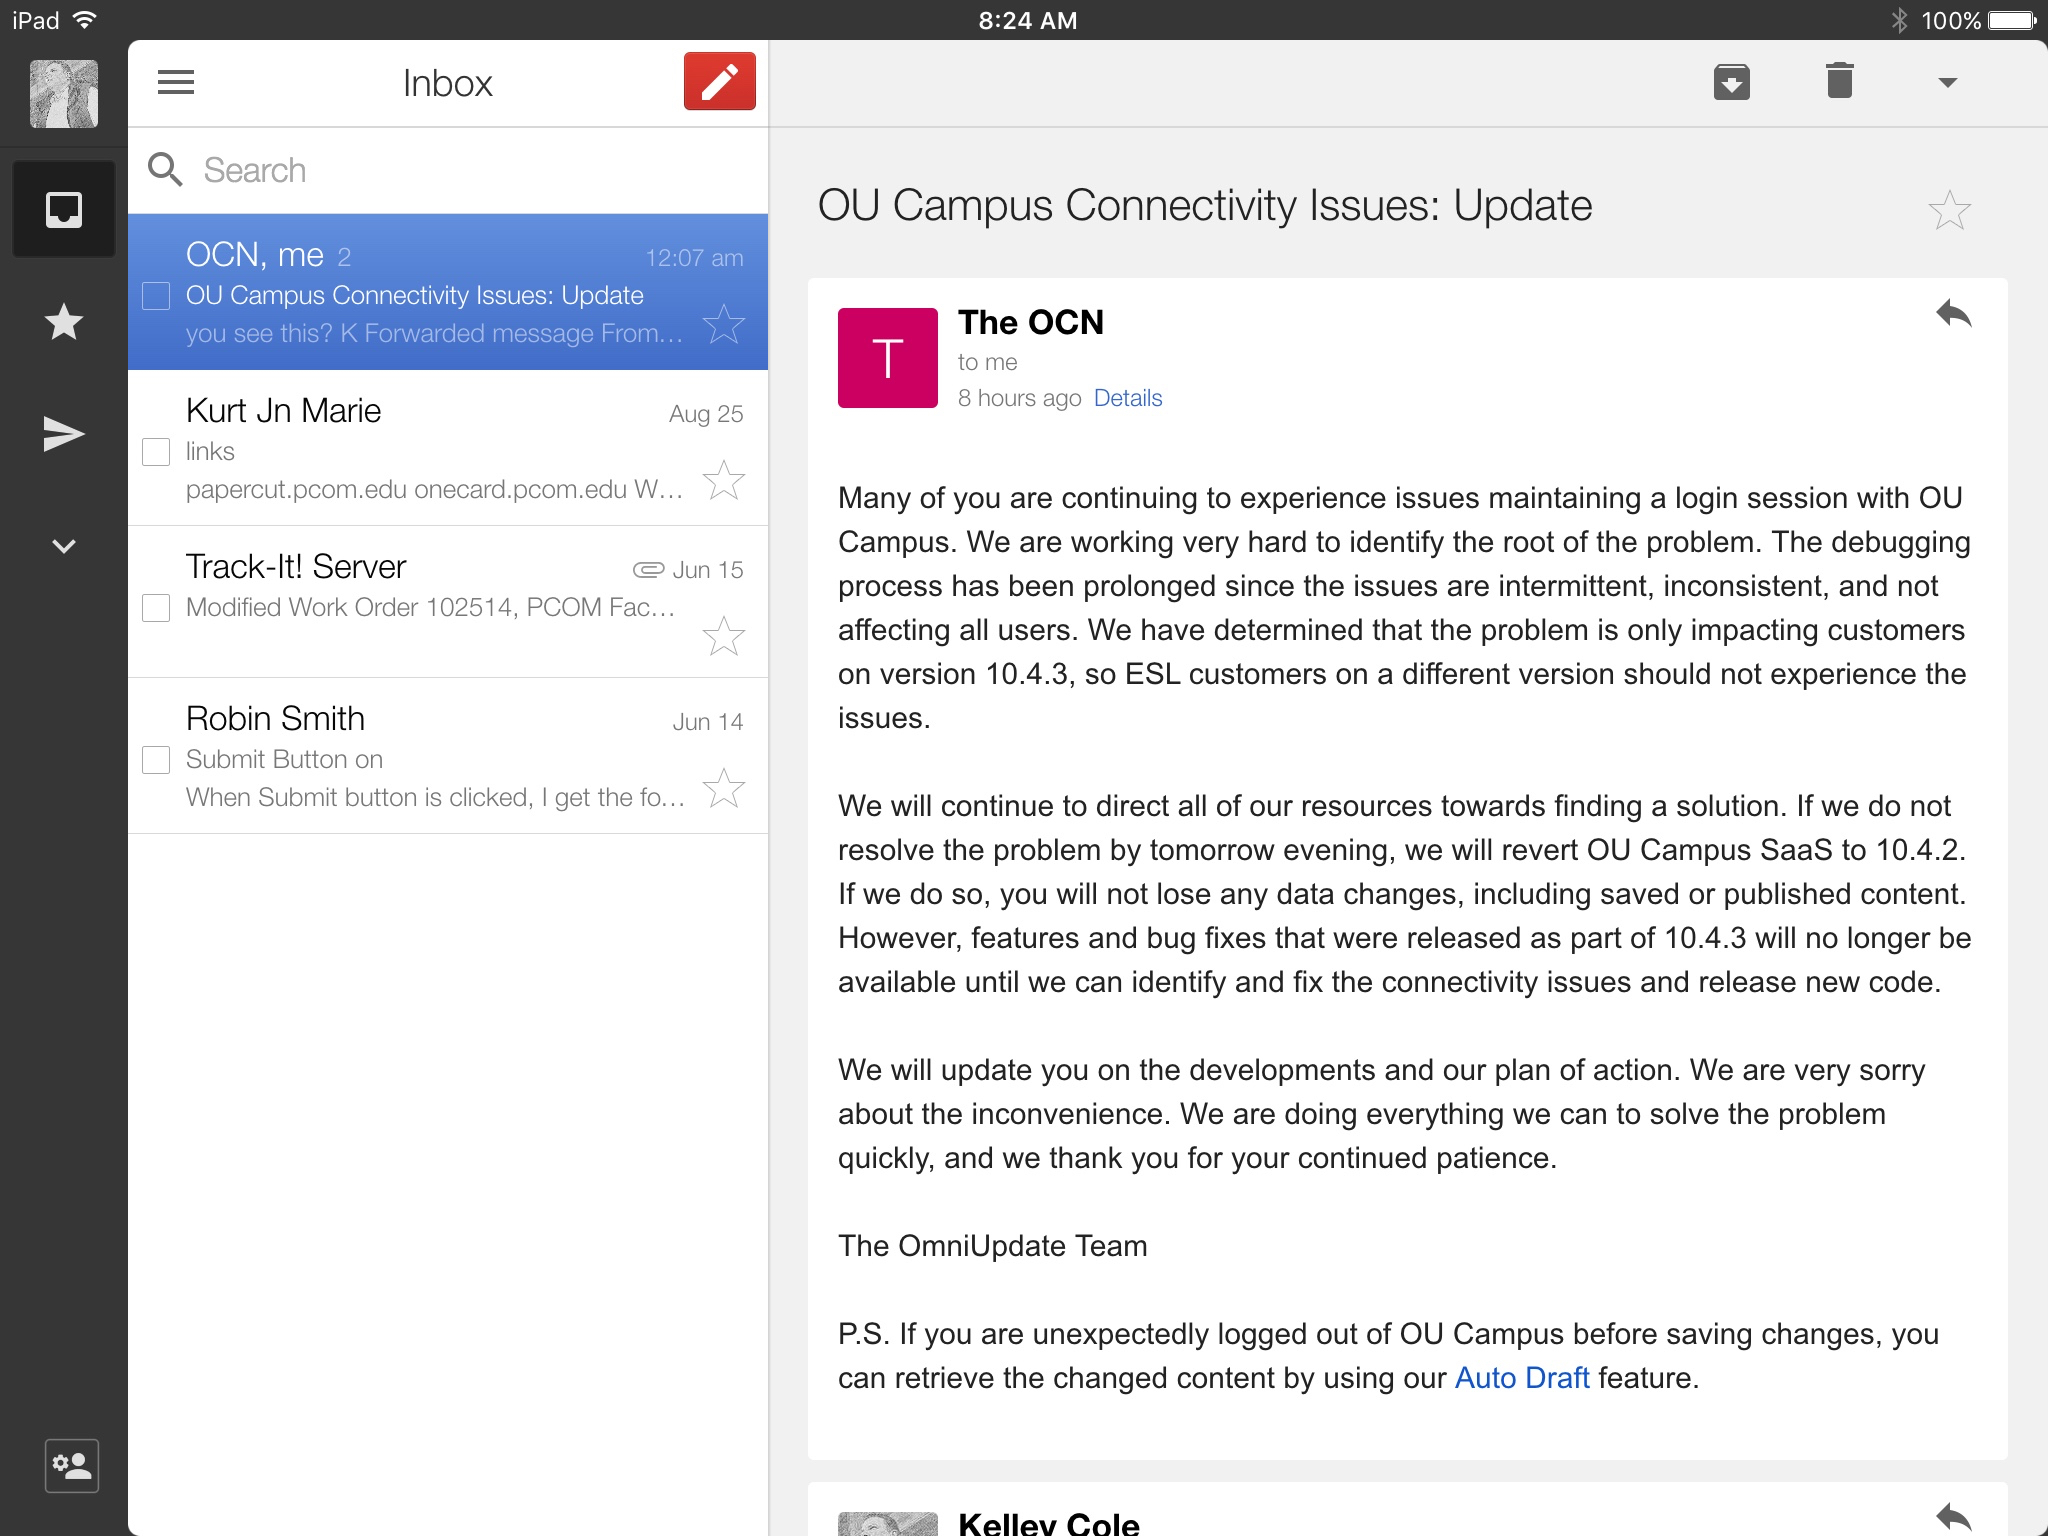 iPad 8:24 AM 100%
Inbox
Search
OCN, me 2 12:07 am
OU Campus Connectivity Issues: Update
you see this? K Forwarded message From...
Kurt Jn Marie Aug 25
links
papercut.pcom.edu onecard.pcom.edu W...
Track-It! Server Jun 15
Modified Work Order 102514, PCOM Fac...
Robin Smith Jun 14
Submit Button on
When Submit button is clicked, I get the fo...
OU Campus Connectivity Issues: Update
T
The OCN
to me
8 hours ago Details
Many of you are continuing to experience issues maintaining a login session with OU
Campus. We are working very hard to identify the root of the problem. The debugging
process has been prolonged since the issues are intermittent, inconsistent, and not
affecting all users. We have determined that the problem is only impacting customers
on version 10.4.3, so ESL customers on a different version should not experience the
issues.
We will continue to direct all of our resources towards finding a solution. If we do not
resolve the problem by tomorrow evening, we will revert OU Campus SaaS to 10.4.2.
If we do so, you will not lose any data changes, including saved or published content.
However, features and bug fixes that were released as part of 10.4.3 will no longer be
available until we can identify and fix the connectivity issues and release new code.
We will update you on the developments and our plan of action. We are very sorry
about the inconvenience. We are doing everything we can to solve the problem
quickly, and we thank you for your continued patience.
The OmniUpdate Team
P.S. If you are unexpectedly logged out of OU Campus before saving changes, you
can retrieve the changed content by using our Auto Draft feature.
Kelley Cole